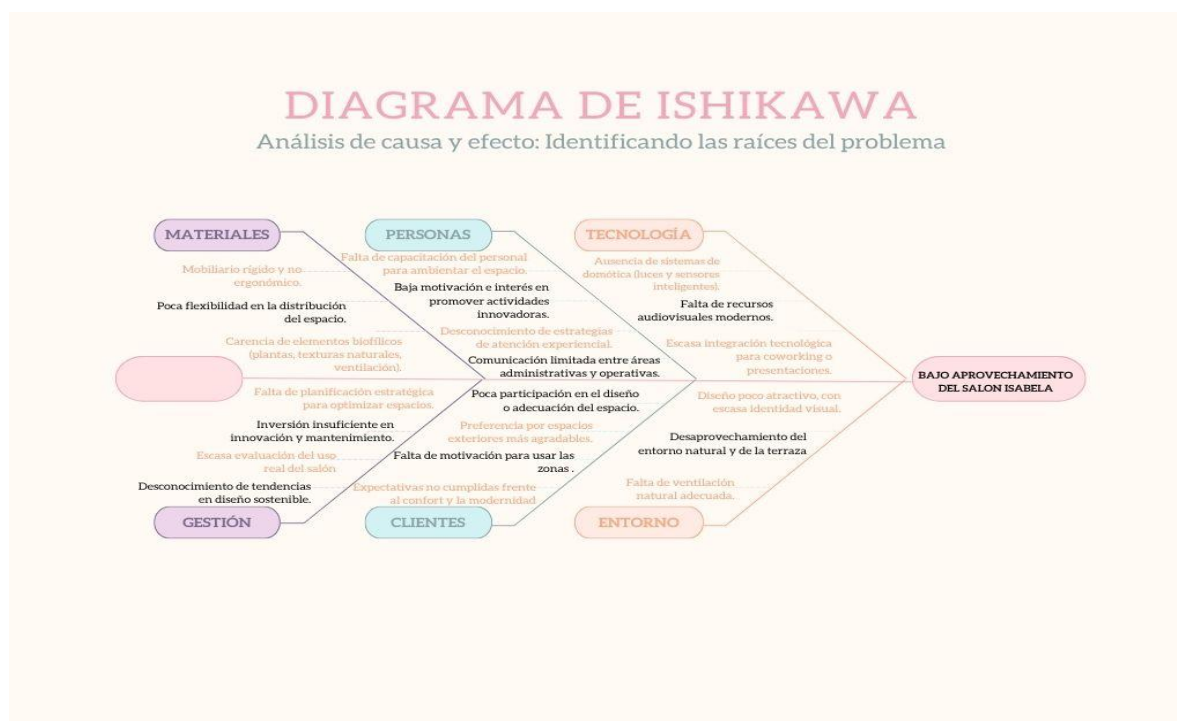 DIAGRAMA DE ISHIKAWA
Análisis de causa y efecto: Identificando las raíces del problema
MATERIALES
Mobiliario rígido y no
ergonómico.
Poca flexibilidad en la distribución
del espacio.
Carencia de elementos biofílicos
(plantas, texturas naturales,
ventilación).
PERSONAS
Falta de capacitación del personal
para ambientar el espacio.
Baja motivación e interés en
promover actividades
innovadoras.
Desconocimiento de estrategias
de atención experiencial.
Comunicación limitada entre áreas
administrativas y operativas.
TECNOLOGÍA
Ausencia de sistemas de
domótica (luces y sensores
inteligentes).
Falta de recursos
audiovisuales modernos.
Escasa integración tecnológica
para coworking o
presentaciones.
BAJO APROVECHAMIENTO
DEL SALON ISABELA
Falta de planificación estratégica
para optimizar espacios.
Inversión insuficiente en
innovación y mantenimiento.
Escasa evaluación del uso
real del salón
Desconocimiento de tendencias
en diseño sostenible.
GESTIÓN
Poca participación en el diseño
o adecuación del espacio.
Preferencia por espacios
exteriores más agradables.
Falta de motivación para usar las
zonas .
Expectativas no cumplidas frente
al confort y la modernidad
CLIENTES
Diseño poco atractivo, con
escasa identidad visual.
Desaprovechamiento del
entorno natural y de la terraza
Falta de ventilación
natural adecuada.
ENTORNO